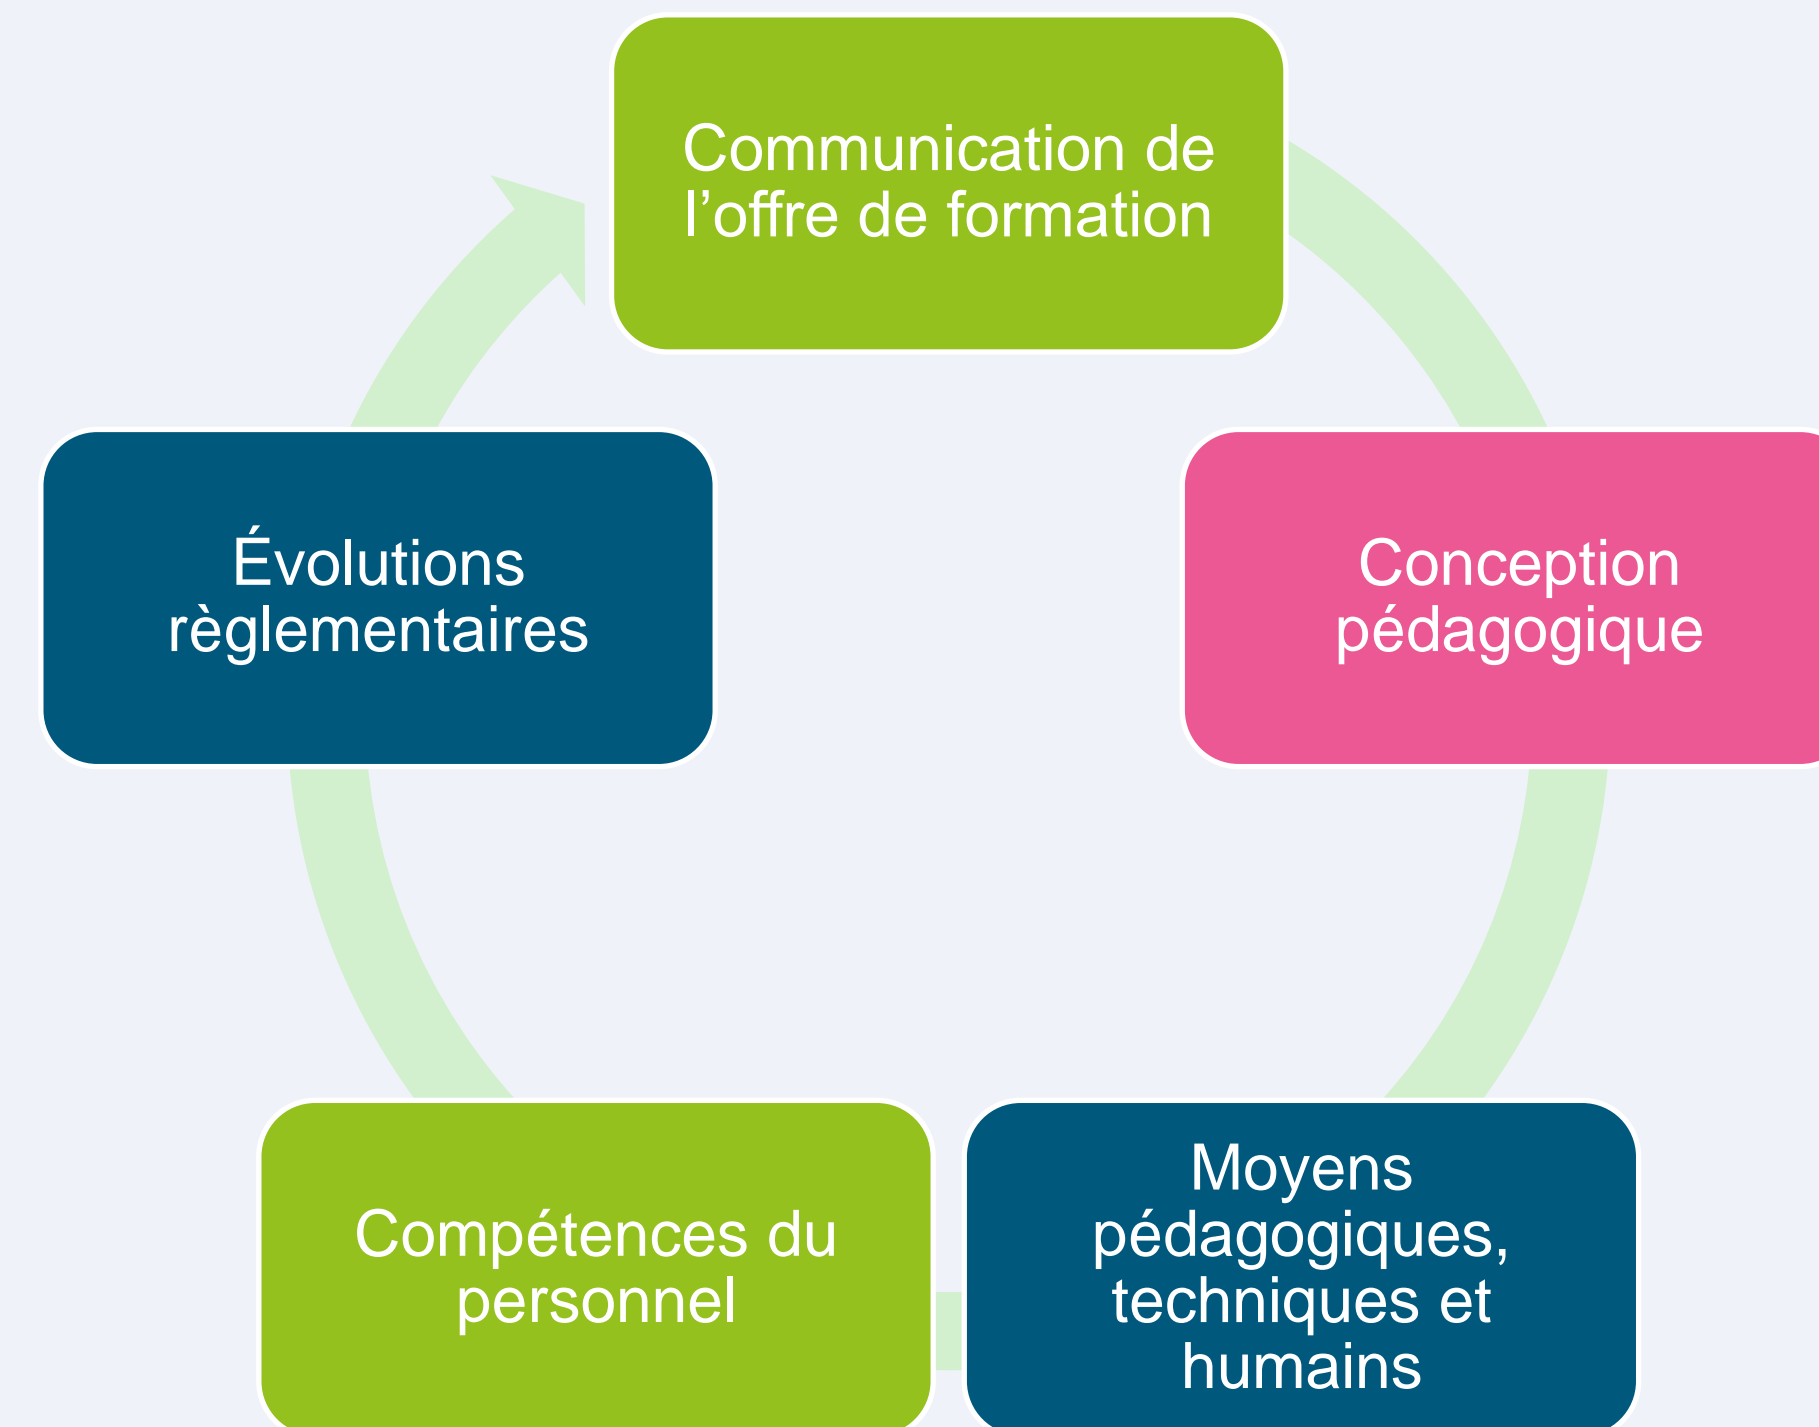 Communication de
l’offre de formation
Conception
pédagogique
Moyens
pédagogiques,
techniques et
humains
Compétences du
personnel
Évolutions
règlementaires